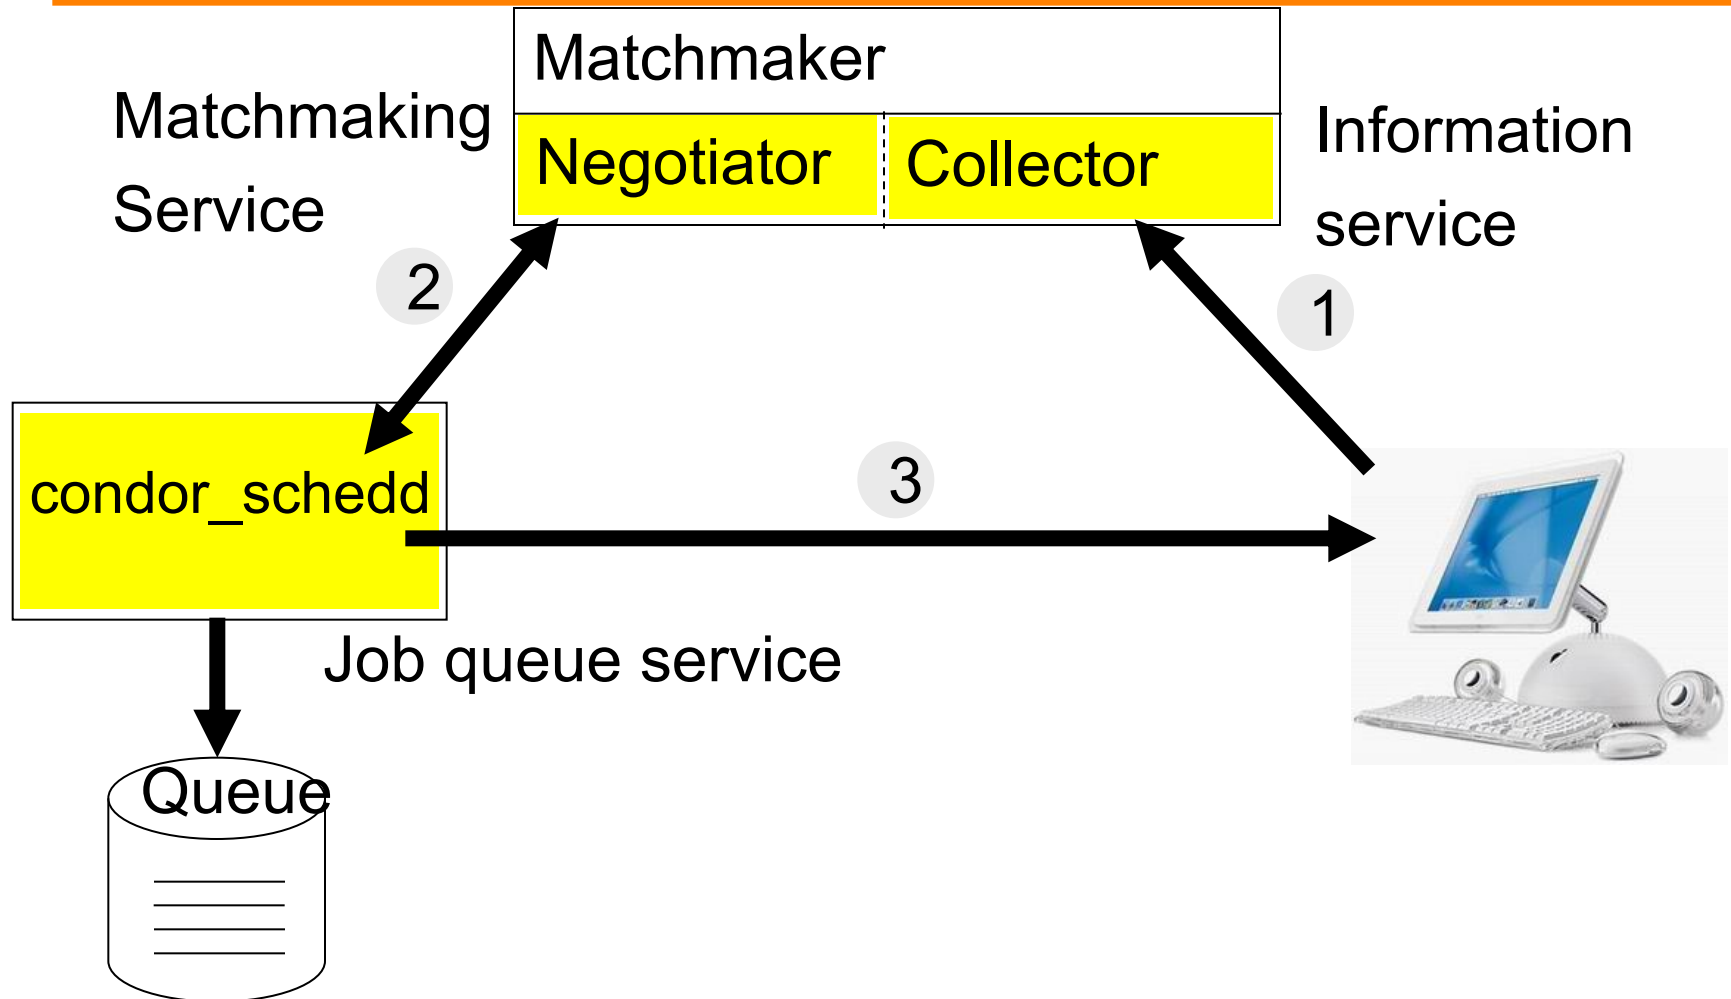 Matchmaker
Matchmaking
Service
Negotiator
Collector
Information
service
2
1
condor_schedd
3
Job queue service
Queue